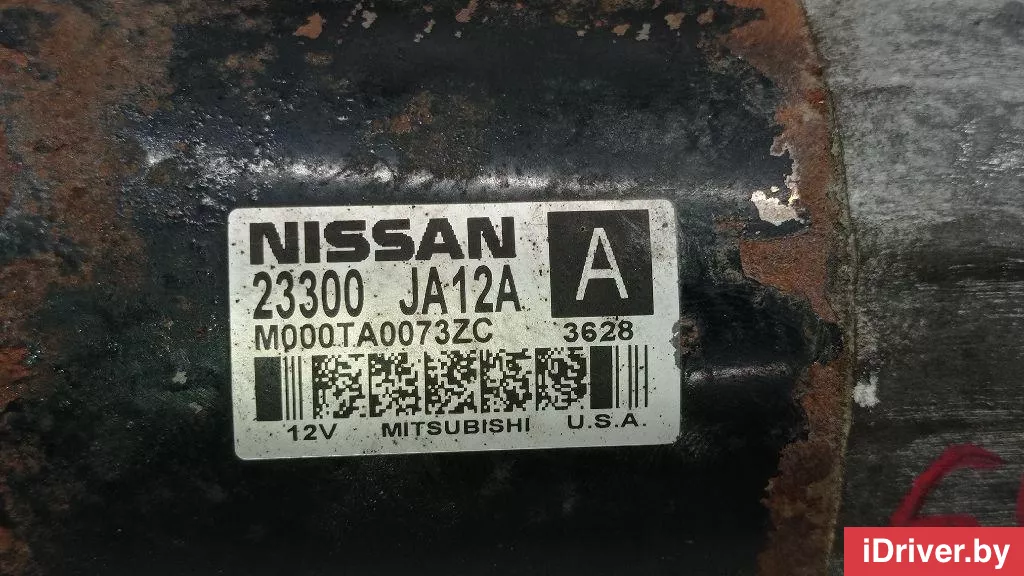 NISSAN
A
23300 JA12A
M000TA0073ZC 3628
12V MITSUBISHI U.S.A.
iDriver.by